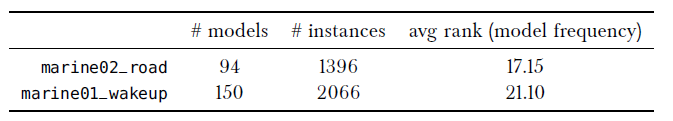 # models # instances avg rank (model frequency)
marine02_road 94 1396 17.15
marine01_wakeup 150 2066 21.10